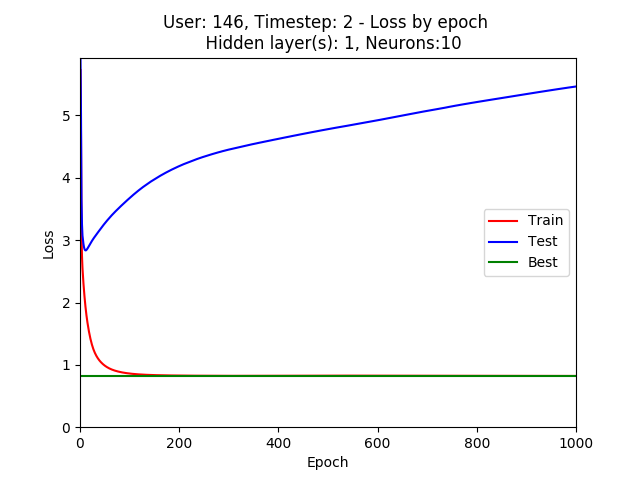 User: 146, Timestep: 2 - Loss by epoch
Hidden layer(s): 1, Neurons:10
5
4
3
2
1
0
Loss
Train
Test
Best
0 200 400 600 800 1000
Epoch